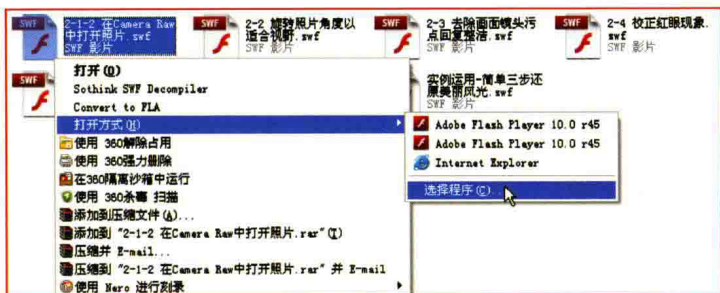 SWF 2-1-2 在Camera Raw
中打开照片.swf
SWF 影片
SWF 2-2 旋转照片角度以
适合视野.swf
SWF 影片
SWF 2-3 去除画面镜头污
点回复整洁.swf
SWF 影片
SWF 2-4 校正红眼现象.
swf
SWF 影片
SWF
实例运用-简单三步还
原美丽风光.swf
SWF 影片
打开(O)
Sothink SWF Decompiler
Convert to FLA
打开方式(H)
使用 360解除占用
使用 360强力删除
在360隔离沙箱中运行
使用 360杀毒 扫描
添加到压缩文件(A)...
添加到 "2-1-2 在Camera Raw中打开照片.rar"(T)
压缩并 E-mail...
压缩到 "2-1-2 在Camera Raw中打开照片.rar" 并 E-mail
使用 Nero 进行刻录
Adobe Flash Player 10.0 r45
Adobe Flash Player 10.0 r45
Internet Explorer
选择程序(C)...